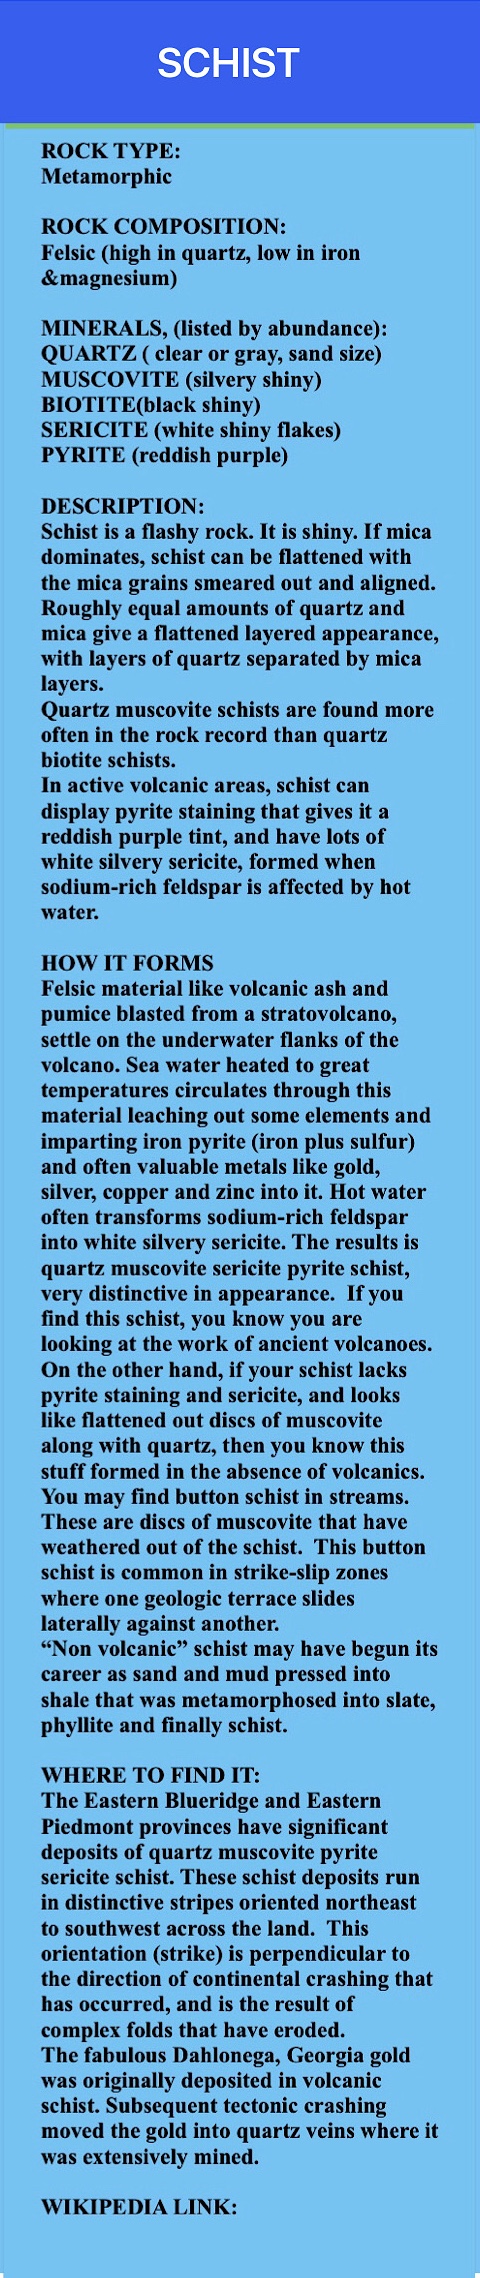 SCHIST
ROCK TYPE:
Metamorphic
ROCK COMPOSITION:
Felsic (high in quartz, low in iron
&magnesium)
MINERALS, (listed by abundance):
QUARTZ ( clear or gray, sand size)
MUSCOVITE (silvery shiny)
BIOTITE(black shiny)
SERICITE (white shiny flakes)
PYRITE (reddish purple)
DESCRIPTION:
Schist is a flashy rock. It is shiny. If mica
dominates, schist can be flattened with
the mica grains smeared out and aligned.
Roughly equal amounts of quartz and
mica give a flattened layered appearance,
with layers of quartz separated by mica
layers.
Quartz muscovite schists are found more
often in the rock record than quartz
biotite schists.
In active volcanic areas, schist can
display pyrite staining that gives it a
reddish purple tint, and have lots of
white silvery sericite, formed when
sodium-rich feldspar is affected by hot
water.
HOW IT FORMS
Felsic material like volcanic ash and
pumice blasted from a stratovolcano,
settle on the underwater flanks of the
volcano. Sea water heated to great
temperatures circulates through this
material leaching out some elements and
imparting iron pyrite (iron plus sulfur)
and often valuable metals like gold,
silver, copper and zinc into it. Hot water
often transforms sodium-rich feldspar
into white silvery sericite. The results is
quartz muscovite sericite pyrite schist,
very distinctive in appearance.  If you
find this schist, you know you are
looking at the work of ancient volcanoes.
On the other hand, if your schist lacks
pyrite staining and sericite, and looks
like flattened out discs of muscovite
along with quartz, then you know this
stuff formed in the absence of volcanics.
You may find button schist in streams.
These are discs of muscovite that have
weathered out of the schist.  This button
schist is common in strike-slip zones
where one geologic terrace slides
laterally against another.
“Non volcanic” schist may have begun its
career as sand and mud pressed into
shale that was metamorphosed into slate,
phyllite and finally schist.
WHERE TO FIND IT:
The Eastern Blueridge and Eastern
Piedmont provinces have significant
deposits of quartz muscovite pyrite
sericite schist. These schist deposits run
in distinctive stripes oriented northeast
to southwest across the land.  This
orientation (strike) is perpendicular to
the direction of continental crashing that
has occurred, and is the result of
complex folds that have eroded.
The fabulous Dahlonega, Georgia gold
was originally deposited in volcanic
schist. Subsequent tectonic crashing
moved the gold into quartz veins where it
was extensively mined.
WIKIPEDIA LINK: